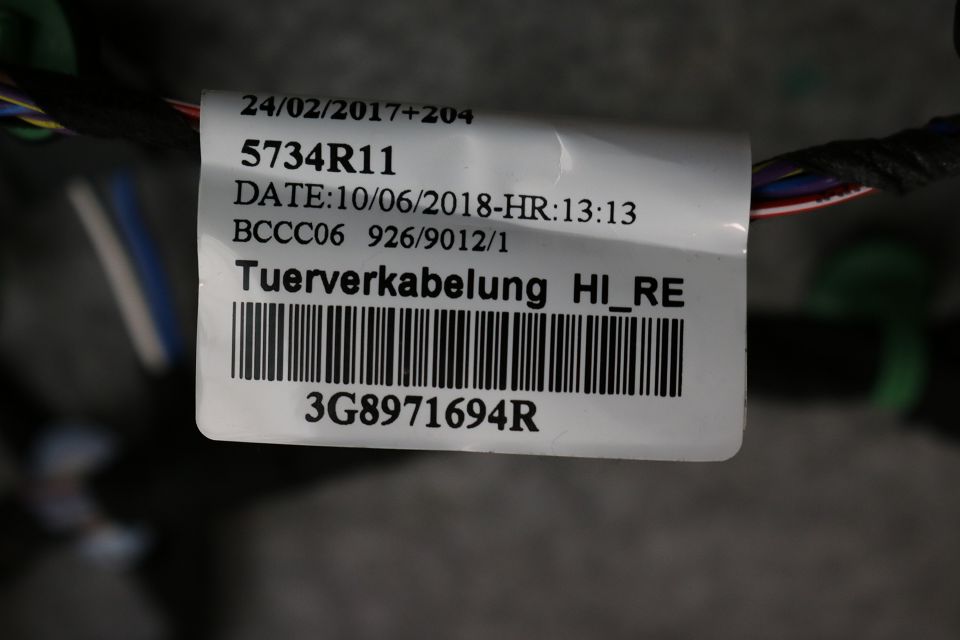 24/02/2017+204
5734R11
DATE:10/06/2018-HR:13:13
BCCC06 926/9012/1
Tuerverkabelung HI_RE
3G8971694R